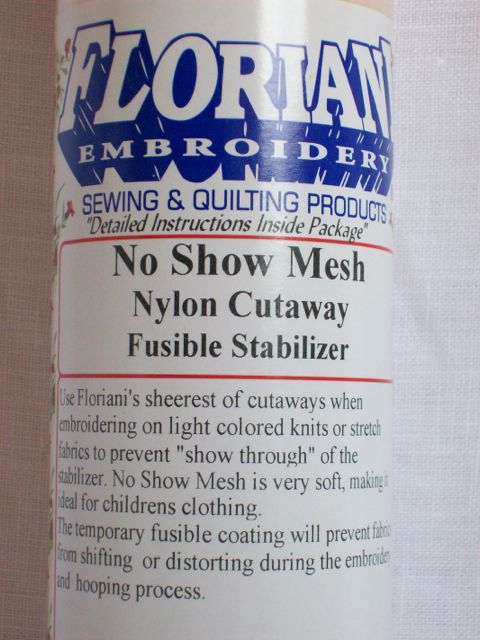 FLORIANI
EMBROIDERY
SEWING & QUILTING PRODUCTS
"Detailed Instructions Inside Package"
No Show Mesh
Nylon Cutaway
Fusible Stabilizer
Use Floriani's sheerest of cutaways when
embroidering on light colored knits or stretch
fabrics to prevent "show through" of the
stabilizer. No Show Mesh is very soft, making it
ideal for childrens clothing.
The temporary fusible coating will prevent fabric
from shifting or distorting during the embroidery
and hooping process.